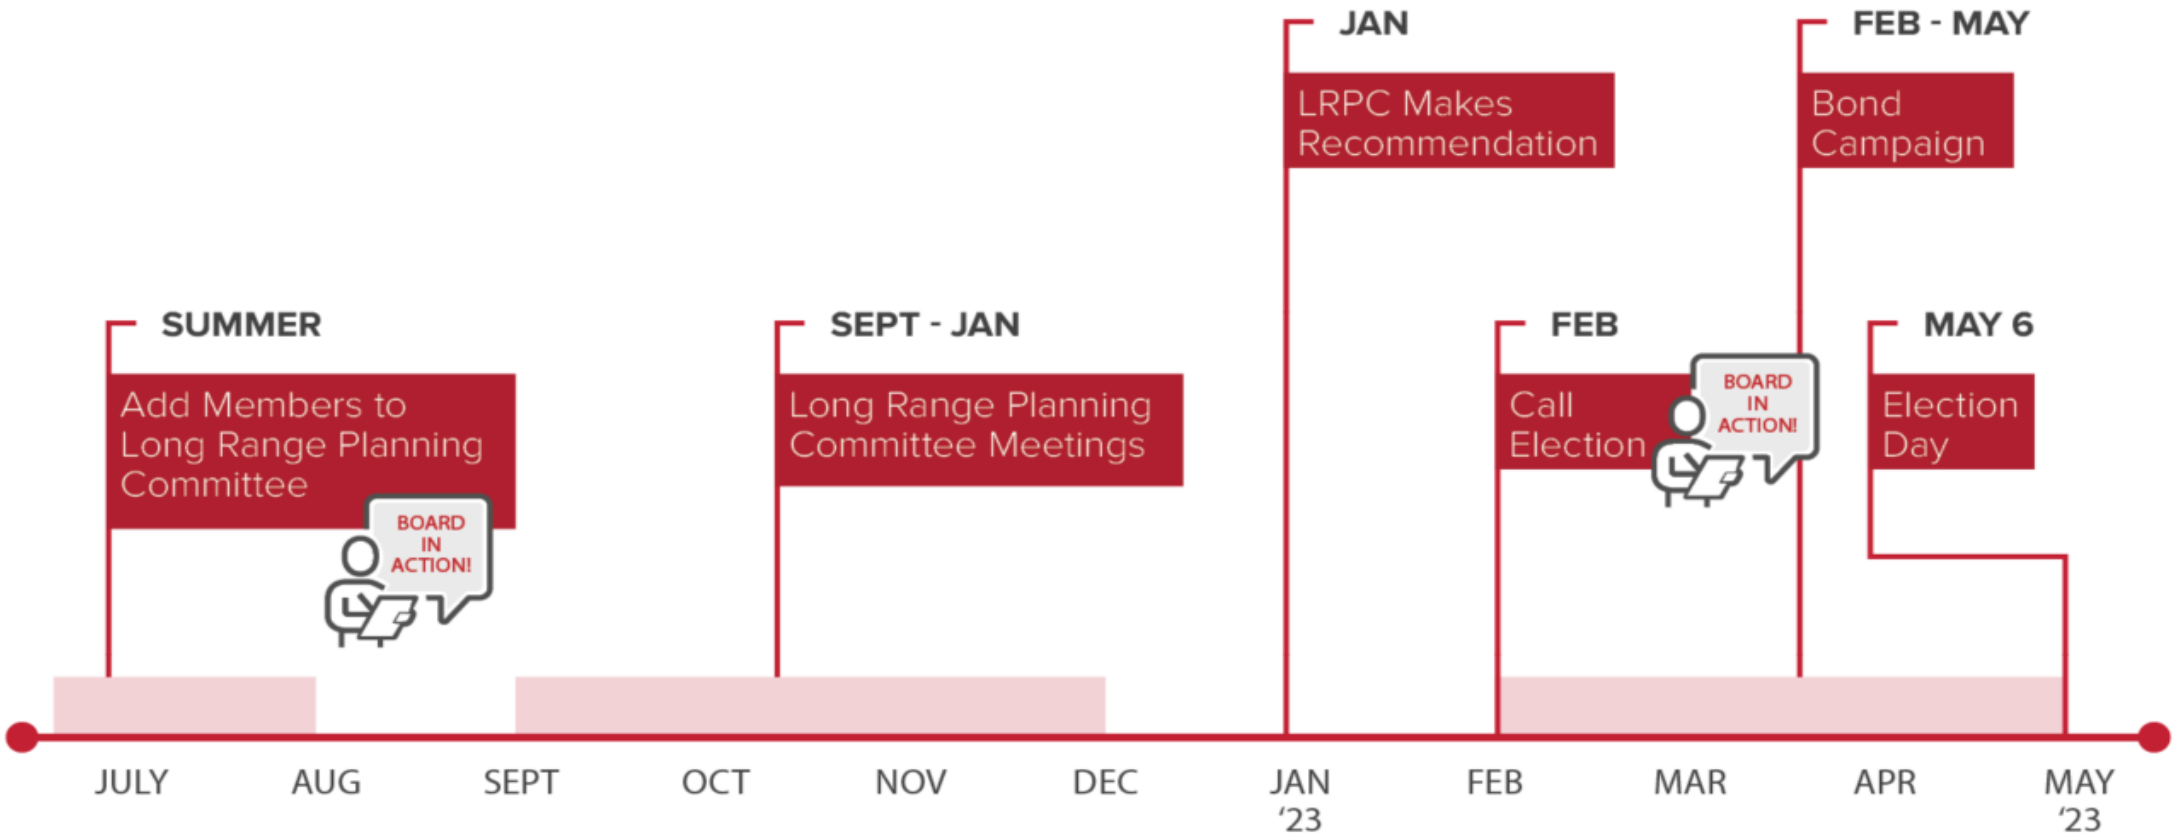 JAN
LRPC Makes
Recommendation
FEB - MAY
Bond
Campaign
SUMMER
Add Members to
Long Range Planning
Committee
BOARD
IN
ACTION!
SEPT - JAN
Long Range Planning
Committee Meetings
FEB
Call
Election
BOARD
IN
ACTION!
MAY 6
Election
Day
JULY
AUG
SEPT
OCT
NOV
DEC
JAN
‘23
FEB
MAR
APR
MAY
‘23